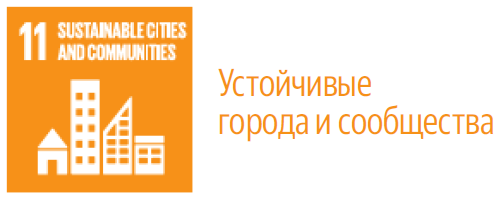 11 SUSTAINABLE CITIES
AND COMMUNITIES
Устойчивые
города и сообщества